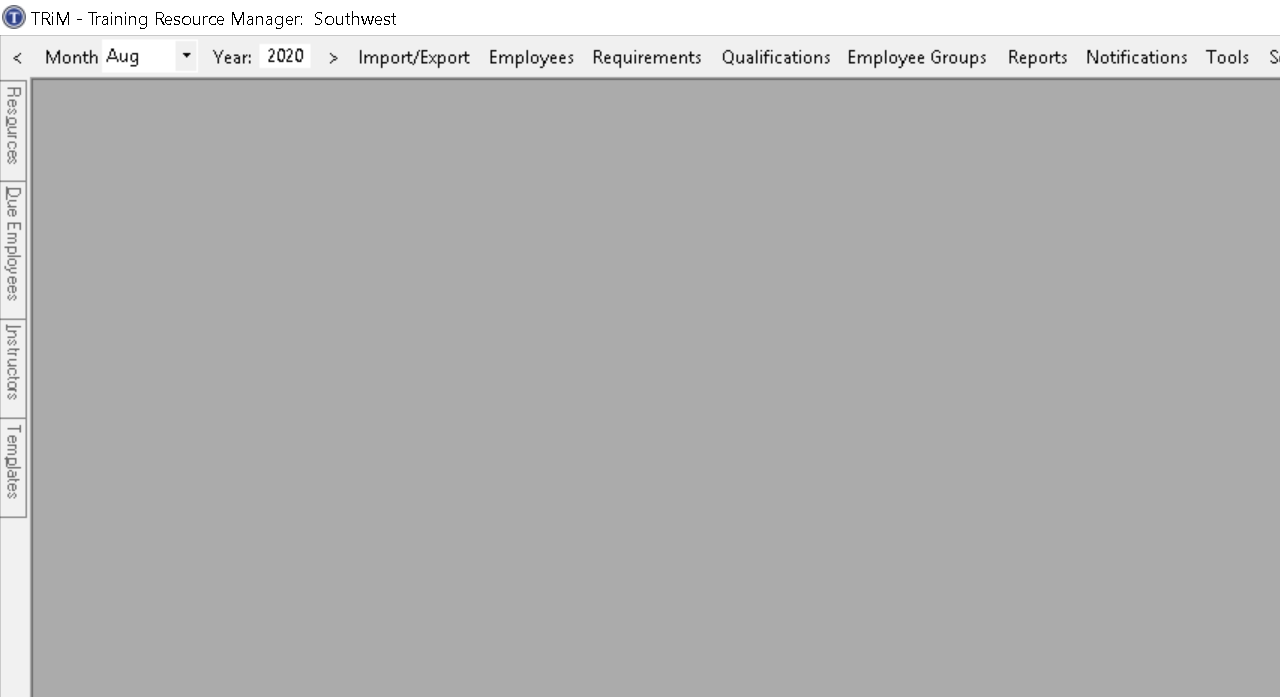 TRiM - Training Resource Manager: Southwest
< Month Aug Year: 2020 > Import/Export Employees Requirements Qualifications Employee Groups Reports Notifications Tools
Resources
Due Employees
Instructors
Templates